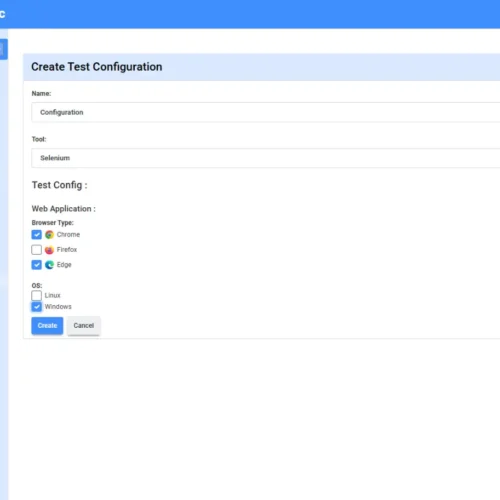 Create Test Configuration
Name:
Configuration
Tool:
Selenium
Test Config :
Web Application :
Browser Type:
Chrome
Firefox
Edge
OS:
Linux
Windows
Create Cancel